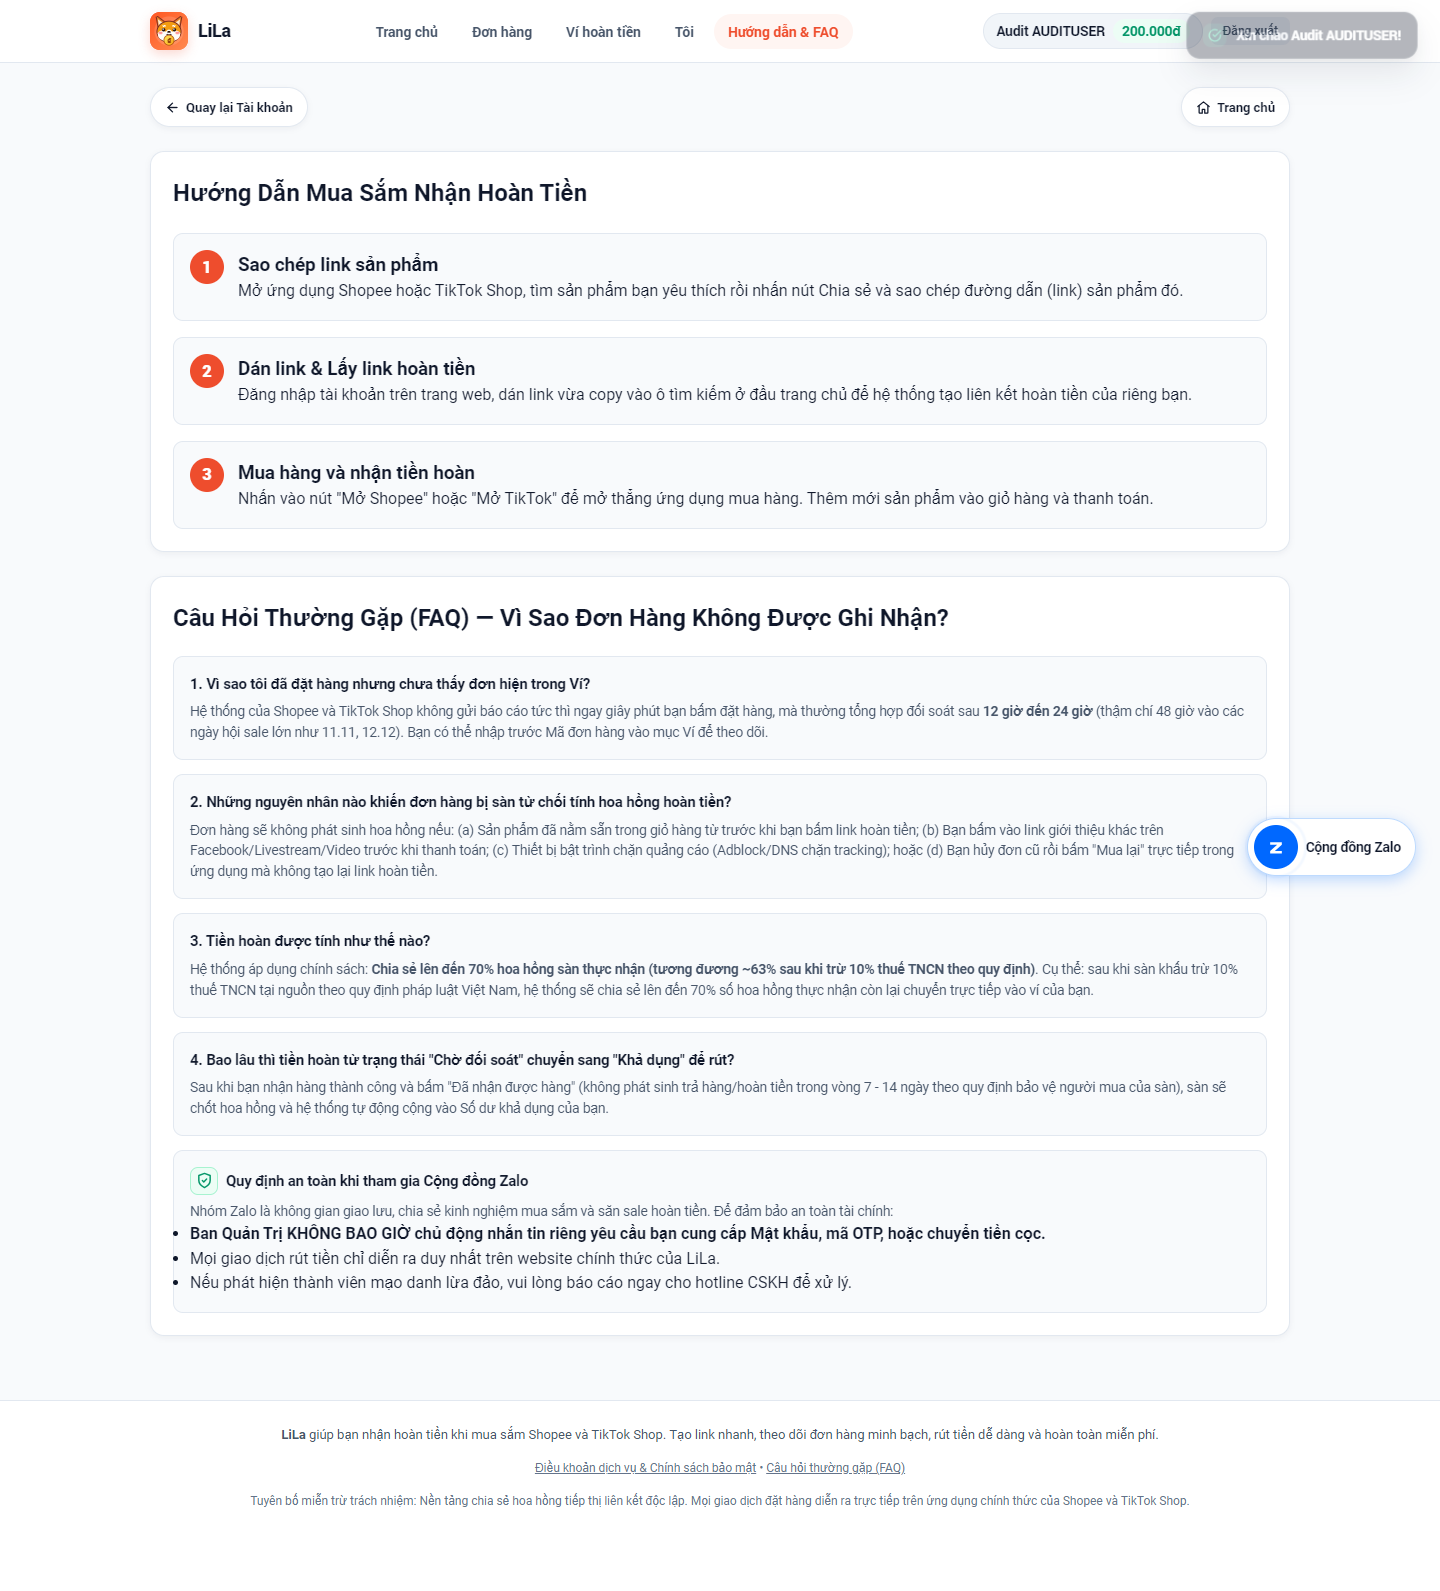 LiLa
Trang chủ
Đơn hàng
Ví hoàn tiền
Tôi
Hướng dẫn & FAQ
Audit AUDITUSER 200.000đ
Đăng xuất
Xin chào Audit AUDITUSER!
Quay lại Tài khoản
Trang chủ
Hướng Dẫn Mua Sắm Nhận Hoàn Tiền
1
Sao chép link sản phẩm
Mở ứng dụng Shopee hoặc TikTok Shop, tìm sản phẩm bạn yêu thích rồi nhấn nút Chia sẻ và sao chép đường dẫn (link) sản phẩm đó.
2
Dán link & Lấy link hoàn tiền
Đăng nhập tài khoản trên trang web, dán link vừa copy vào ô tìm kiếm ở đầu trang chủ để hệ thống tạo liên kết hoàn tiền của riêng bạn.
3
Mua hàng và nhận tiền hoàn
Nhấn vào nút "Mở Shopee" hoặc "Mở TikTok" để mở thẳng ứng dụng mua hàng. Thêm mới sản phẩm vào giỏ hàng và thanh toán.
Câu Hỏi Thường Gặp (FAQ) — Vì Sao Đơn Hàng Không Được Ghi Nhận?
1. Vì sao tôi đã đặt hàng nhưng chưa thấy đơn hiện trong Ví?
Hệ thống của Shopee và TikTok Shop không gửi báo cáo tức thì ngay giây phút bạn bấm đặt hàng, mà thường tổng hợp đối soát sau 12 giờ đến 24 giờ (thậm chí 48 giờ vào các
ngày hội sale lớn như 11.11, 12.12). Bạn có thể nhập trước Mã đơn hàng vào mục Ví để theo dõi.
2. Những nguyên nhân nào khiến đơn hàng bị sàn từ chối tính hoa hồng hoàn tiền?
Đơn hàng sẽ không phát sinh hoa hồng nếu: (a) Sản phẩm đã nằm sẵn trong giỏ hàng từ trước khi bạn bấm link hoàn tiền; (b) Bạn bấm vào link giới thiệu khác trên
Facebook/Livestream/Video trước khi thanh toán; (c) Thiết bị bật trình chặn quảng cáo (Adblock/DNS chặn tracking); hoặc (d) Bạn hủy đơn cũ rồi bấm "Mua lại" trực tiếp trong
ứng dụng mà không tạo lại link hoàn tiền.
Z
Cộng đồng Zalo
3. Tiền hoàn được tính như thế nào?
Hệ thống áp dụng chính sách: Chia sẻ lên đến 70% hoa hồng sàn thực nhận (tương đương ~63% sau khi trừ 10% thuế TNCN theo quy định). Cụ thể: sau khi sàn khấu trừ 10%
thuế TNCN tại nguồn theo quy định pháp luật Việt Nam, hệ thống sẽ chia sẻ lên đến 70% số hoa hồng thực nhận còn lại chuyển trực tiếp vào ví của bạn.
4. Bao lâu thì tiền hoàn từ trạng thái "Chờ đối soát" chuyển sang "Khả dụng" để rút?
Sau khi bạn nhận hàng thành công và bấm "Đã nhận được hàng" (không phát sinh trả hàng/hoàn tiền trong vòng 7 - 14 ngày theo quy định bảo vệ người mua của sàn), sàn sẽ
chốt hoa hồng và hệ thống tự động cộng vào Số dư khả dụng của bạn.
Quy định an toàn khi tham gia Cộng đồng Zalo
Nhóm Zalo là không gian giao lưu, chia sẻ kinh nghiệm mua sắm và săn sale hoàn tiền. Để đảm bảo an toàn tài chính:
• Ban Quản Trị KHÔNG BAO GIỜ chủ động nhắn tin riêng yêu cầu bạn cung cấp Mật khẩu, mã OTP, hoặc chuyển tiền cọc.
• Mọi giao dịch rút tiền chỉ diễn ra duy nhất trên website chính thức của LiLa.
• Nếu phát hiện thành viên mạo danh lừa đảo, vui lòng báo cáo ngay cho hotline CSKH để xử lý.
LiLa giúp bạn nhận hoàn tiền khi mua sắm Shopee và TikTok Shop. Tạo link nhanh, theo dõi đơn hàng minh bạch, rút tiền dễ dàng và hoàn toàn miễn phí.
Điều khoản dịch vụ & Chính sách bảo mật • Câu hỏi thường gặp (FAQ)
Tuyên bố miễn trừ trách nhiệm: Nền tảng chia sẻ hoa hồng tiếp thị liên kết độc lập. Mọi giao dịch đặt hàng diễn ra trực tiếp trên ứng dụng chính thức của Shopee và TikTok Shop.